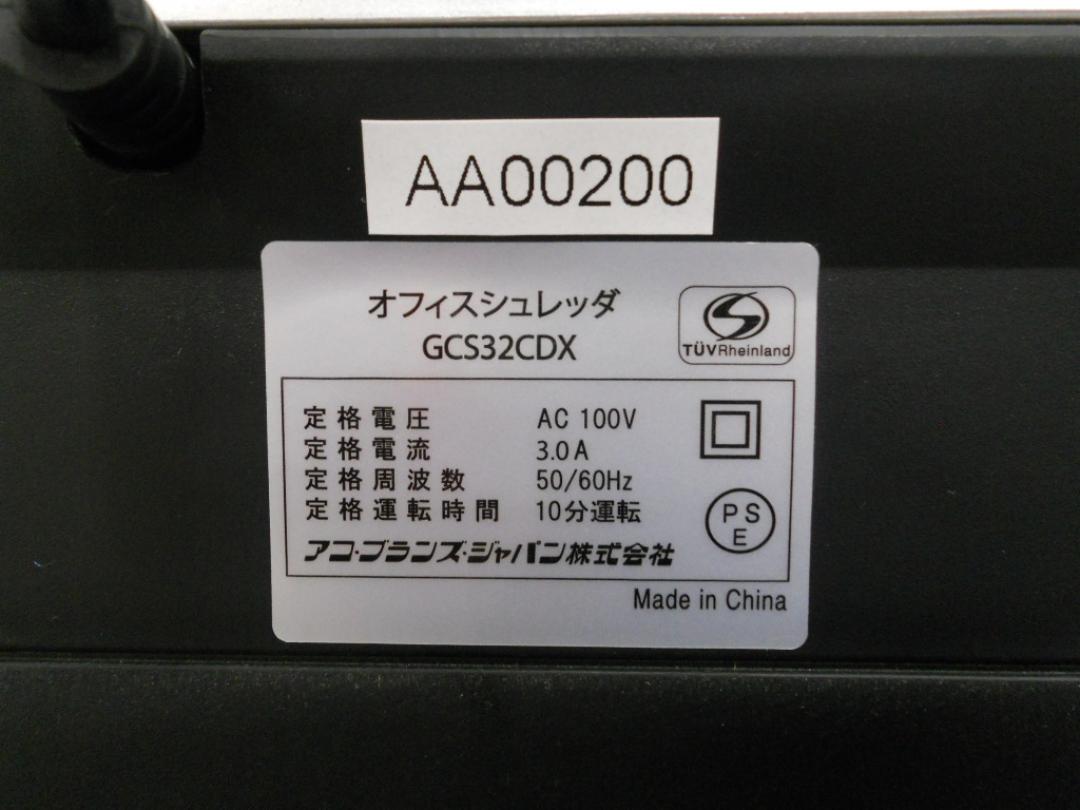 AA00200
オフィスシュレッダ
GCS32CDX
TÜVRheinland
定格電圧 AC 100V
定格電流 3.0A
定格周波数 50/60Hz
定格運転時間 10分運転
PS
E
アコ・ブランズ・ジャパン株式会社
Made in China